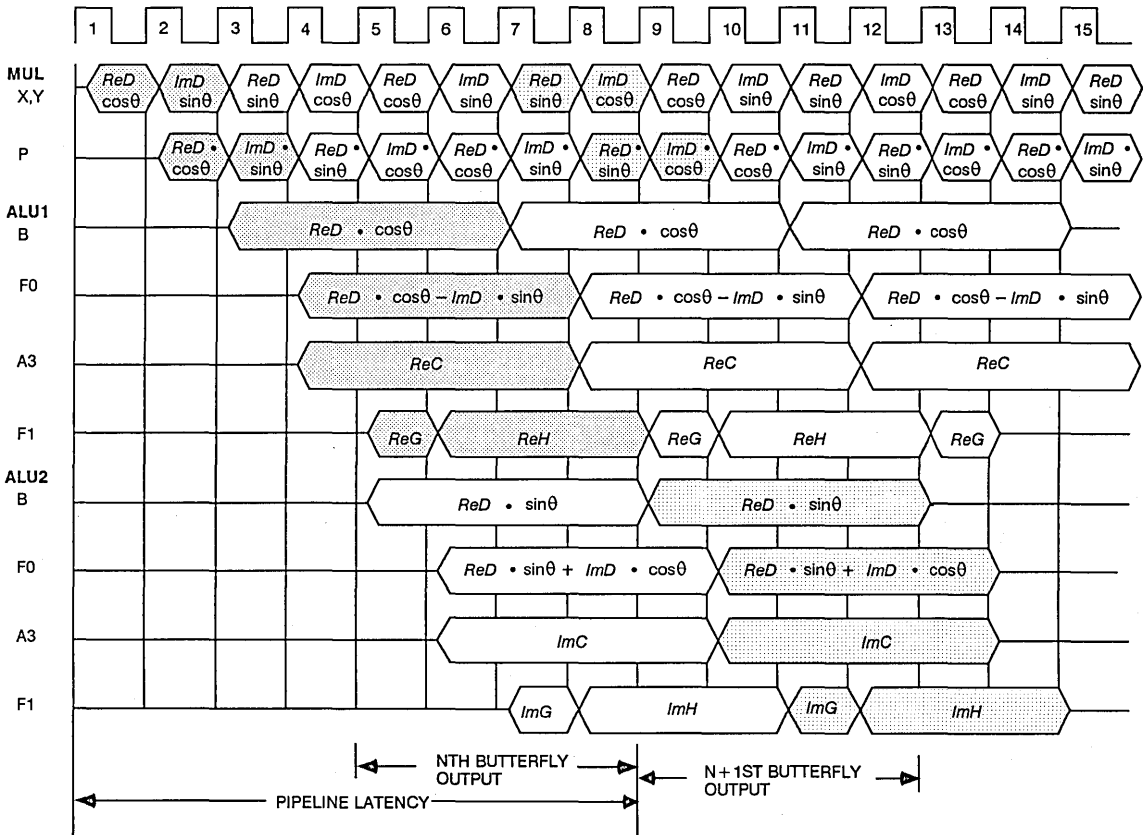 1 2 3 4 5 6 7 8 9 10 11 12 13 14 15
MUL
X,Y
ReD cosθ
ImD sinθ
ReD sinθ
ImD cosθ
ReD cosθ
ImD sinθ
ReD sinθ
ImD cosθ
ReD cosθ
ImD sinθ
ReD sinθ
ImD cosθ
ReD cosθ
ImD sinθ
ReD sinθ
P
ReD • cosθ
ImD • sinθ
ReD • sinθ
ImD • cosθ
ReD • cosθ
ImD • sinθ
ReD • sinθ
ImD • cosθ
ReD • cosθ
ImD • sinθ
ReD • sinθ
ImD • cosθ
ReD • cosθ
ImD • sinθ
ALU1
B
ReD • cosθ
ReD • cosθ
ReD • cosθ
F0
ReD • cosθ – ImD • sinθ
ReD • cosθ – ImD • sinθ
ReD • cosθ – ImD • sinθ
A3
ReC
ReC
ReC
F1
ReG
ReH
ReG
ReH
ReG
ALU2
B
ReD • sinθ
ReD • sinθ
F0
ReD • sinθ + ImD • cosθ
ReD • sinθ + ImD • cosθ
A3
ImC
ImC
F1
ImG
ImH
ImG
ImH
NTH BUTTERFLY
OUTPUT
N + 1ST BUTTERFLY
OUTPUT
PIPELINE LATENCY